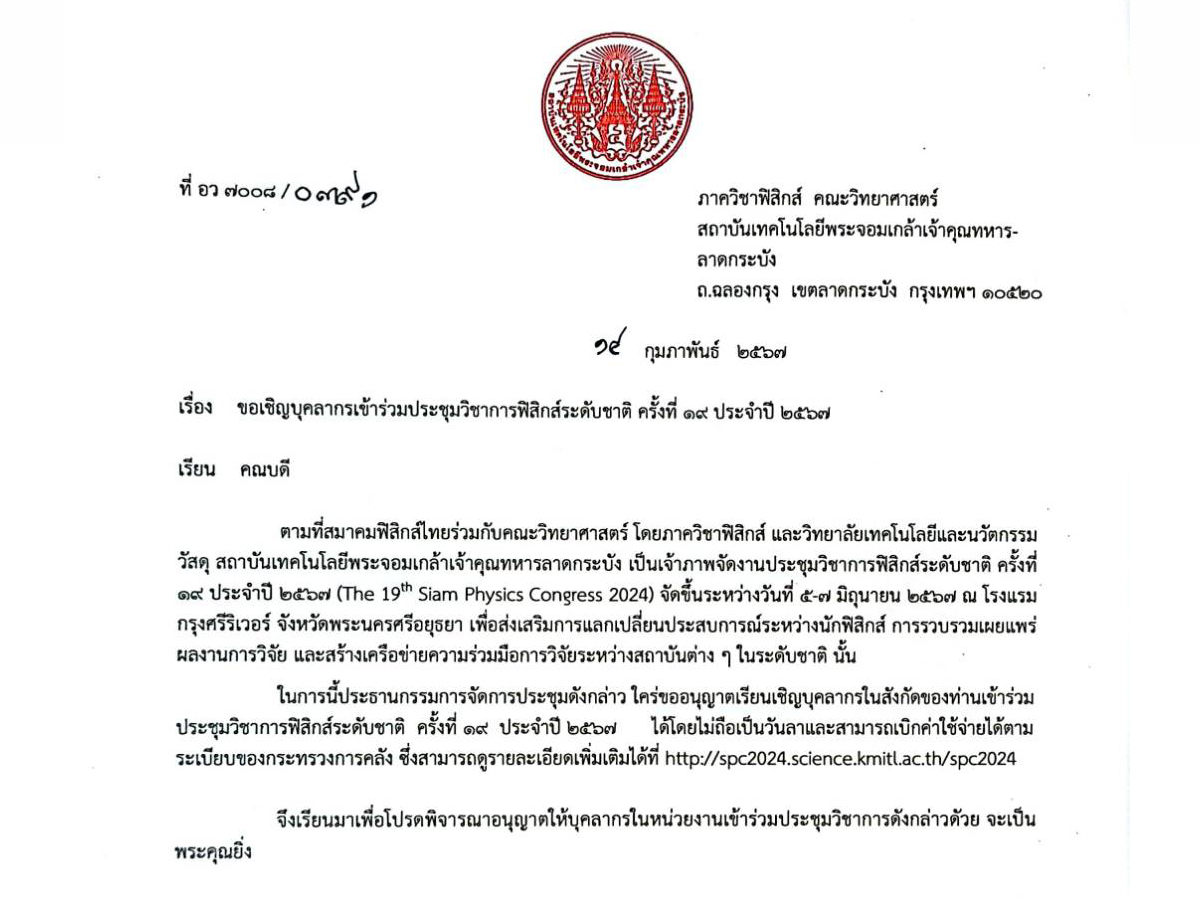 สถาบันเทคโนโลยีพระจอมเกล้าเจ้าคุณทหารลาดกระบัง
ที่ อว ๗๐๐๘ / ๐๓๙๑
ภาควิชาฟิสิกส์ คณะวิทยาศาสตร์
สถาบันเทคโนโลยีพระจอมเกล้าเจ้าคุณทหาร-
ลาดกระบัง
ถ.ฉลองกรุง เขตลาดกระบัง กรุงเทพฯ ๑๐๕๒๐
๑๔ กุมภาพันธ์ ๒๕๖๗
เรื่อง ขอเชิญบุคลากรเข้าร่วมประชุมวิชาการฟิสิกส์ระดับชาติ ครั้งที่ ๑๙ ประจำปี ๒๕๖๗
เรียน คณบดี
ตามที่สมาคมฟิสิกส์ไทยร่วมกับคณะวิทยาศาสตร์ โดยภาควิชาฟิสิกส์ และวิทยาลัยเทคโนโลยีและนวัตกรรม
วัสดุ สถาบันเทคโนโลยีพระจอมเกล้าเจ้าคุณทหารลาดกระบัง เป็นเจ้าภาพจัดงานประชุมวิชาการฟิสิกส์ระดับชาติ ครั้งที่
๑๙ ประจำปี ๒๕๖๗ (The 19th Siam Physics Congress 2024) จัดขึ้นระหว่างวันที่ ๕-๗ มิถุนายน ๒๕๖๗ ณ โรงแรม
กรุงศรีริเวอร์ จังหวัดพระนครศรีอยุธยา เพื่อส่งเสริมการแลกเปลี่ยนประสบการณ์ระหว่างนักฟิสิกส์ การรวบรวมเผยแพร่
ผลงานการวิจัย และสร้างเครือข่ายความร่วมมือการวิจัยระหว่างสถาบันต่าง ๆ ในระดับชาติ นั้น
ในการนี้ประธานกรรมการจัดการประชุมดังกล่าว ใคร่ขออนุญาตเรียนเชิญบุคลากรในสังกัดของท่านเข้าร่วม
ประชุมวิชาการฟิสิกส์ระดับชาติ ครั้งที่ ๑๙ ประจำปี ๒๕๖๗ ได้โดยไม่ถือเป็นวันลาและสามารถเบิกค่าใช้จ่ายได้ตาม
ระเบียบของกระทรวงการคลัง ซึ่งสามารถดูรายละเอียดเพิ่มเติมได้ที่ http://spc2024.science.kmitl.ac.th/spc2024
จึงเรียนมาเพื่อโปรดพิจารณาอนุญาตให้บุคลากรในหน่วยงานเข้าร่วมประชุมวิชาการดังกล่าวด้วย จะเป็น
พระคุณยิ่ง